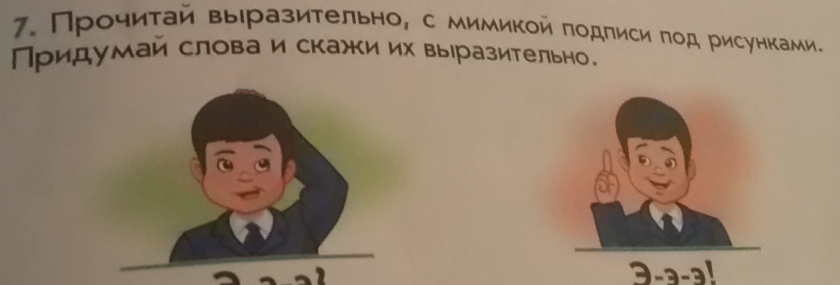 7. Прочитай выразительно, с мимикой подписи под рисунками.
Придумай слова и скажи их выразительно.
Э-э-э?
Э-э-э!